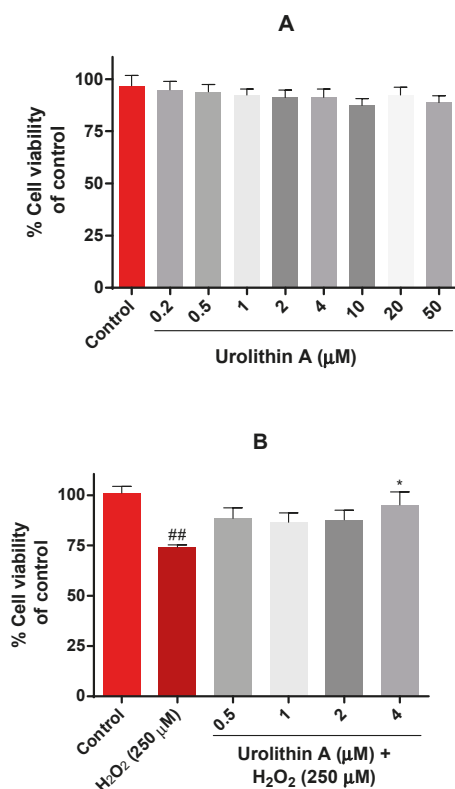 A
% Cell viability
of control
100
75
50
25
0
Control
0.2
0.5
1
2
4
10
20
50
Urolithin A (μM)
B
% Cell viability
of control
100
75
50
25
0
##
*
Control
H₂O₂ (250 μM)
0.5
1
2
4
Urolithin A (μM) +
H₂O₂ (250 μM)